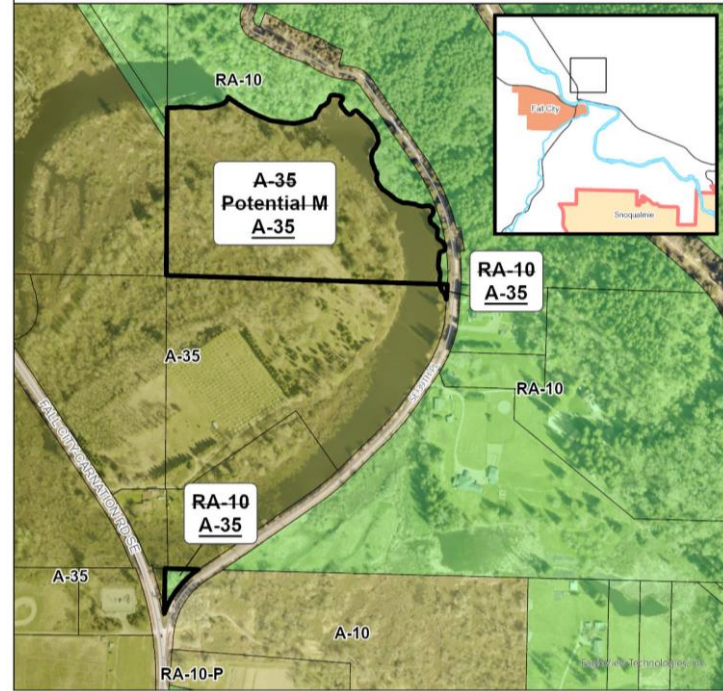 RA-10
A-35
Potential M
A-35
Fall City
Snoqualmie
RA-10
A-35
A-35
RA-10
FALL CITY CARNATION RD SE
RA-10
A-35
A-35
A-10
RA-10-P